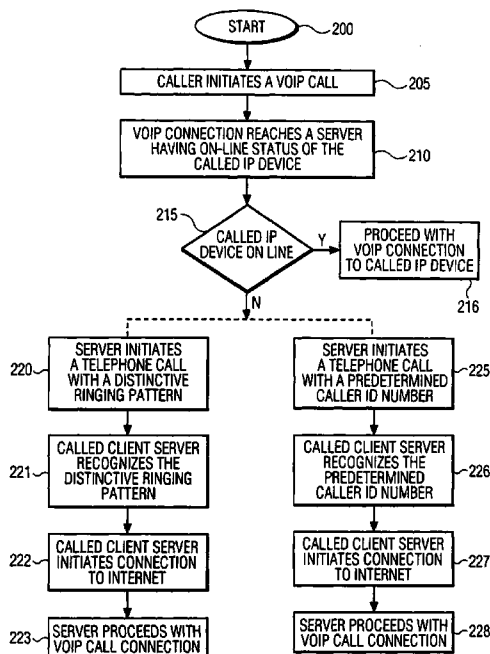 START
200
CALLER INITIATES A VOIP CALL
205
VOIP CONNECTION REACHES A SERVER
HAVING ON-LINE STATUS OF THE
CALLED IP DEVICE
210
215
CALLED IP
DEVICE ON LINE
Y
PROCEED WITH
VOIP CONNECTION
TO CALLED IP DEVICE
216
N
220
SERVER INITIATES
A TELEPHONE CALL
WITH A DISTINCTIVE
RINGING PATTERN
221
CALLED CLIENT SERVER
RECOGNIZES THE
DISTINCTIVE RINGING
PATTERN
222
CALLED CLIENT SERVER
INITIATES CONNECTION
TO INTERNET
223
SERVER PROCEEDS WITH
VOIP CALL CONNECTION
SERVER INITIATES
A TELEPHONE CALL
WITH A PREDETERMINED
CALLER ID NUMBER
225
CALLED CLIENT SERVER
RECOGNIZES THE
PREDETERMINED
CALLER ID NUMBER
226
CALLED CLIENT SERVER
INITIATES CONNECTION
TO INTERNET
227
SERVER PROCEEDS WITH
VOIP CALL CONNECTION
228